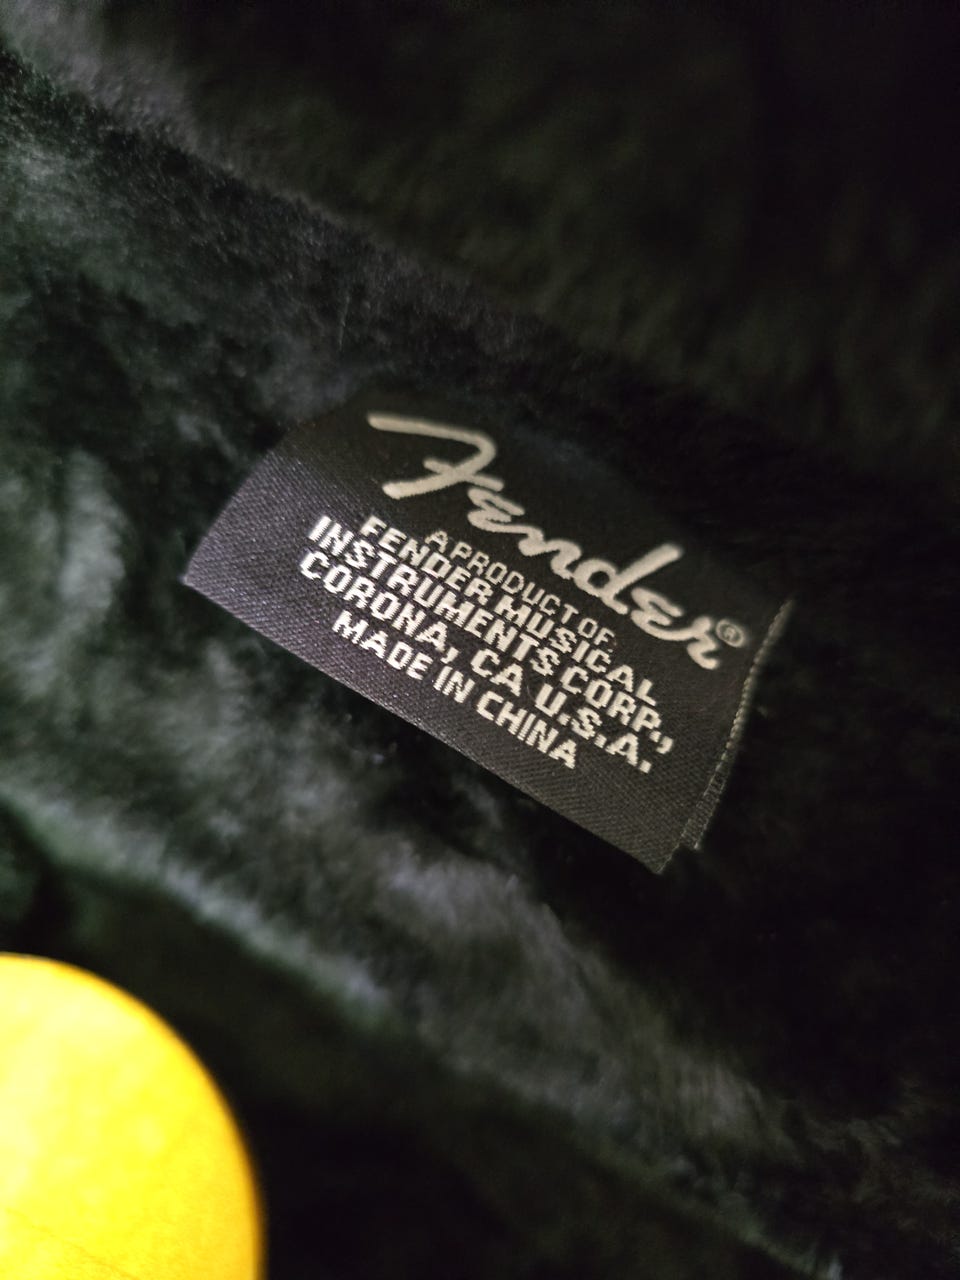 Fender®
A PRODUCT OF
FENDER MUSICAL
INSTRUMENTS CORP.,
CORONA, CA U.S.A.
MADE IN CHINA